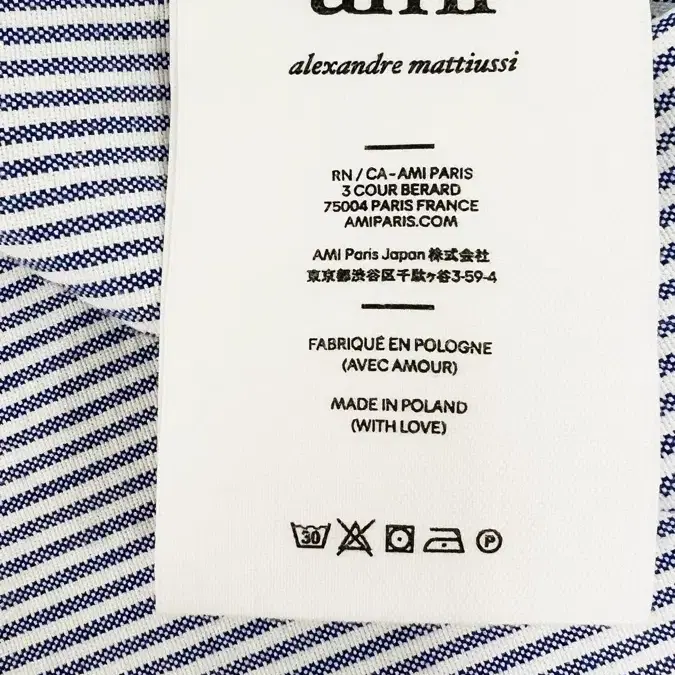 ami
alexandre mattiussi
RN / CA - AMI PARIS
3 COUR BERARD
75004 PARIS FRANCE
AMIPARIS.COM
AMI Paris Japan 株式会社
東京都渋谷区千駄ヶ谷3-59-4
FABRIQUÉ EN POLOGNE
(AVEC AMOUR)
MADE IN POLAND
(WITH LOVE)
30 P